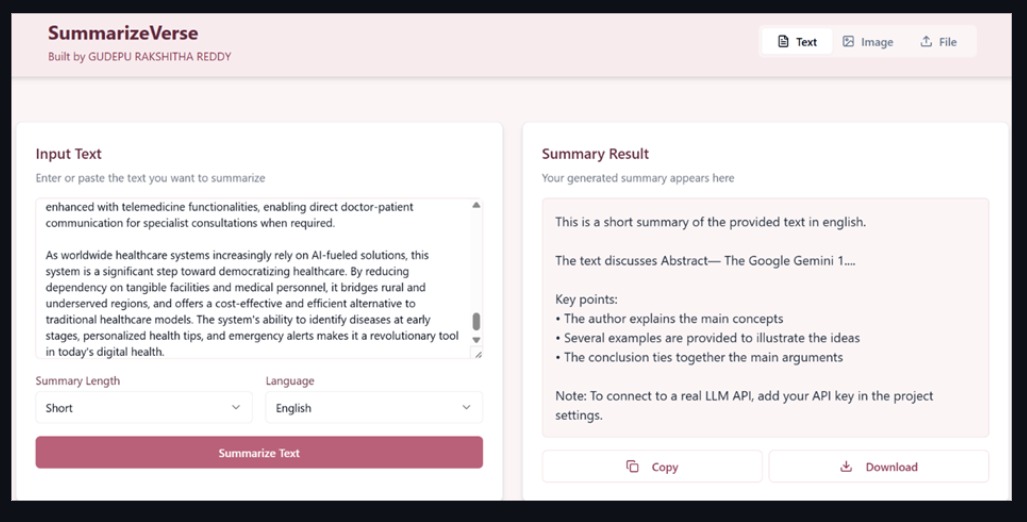 SummarizeVerse
Built by GUDEPU RAKSHITHA REDDY
Text
Image
File
Input Text
Enter or paste the text you want to summarize
enhanced with telemedicine functionalities, enabling direct doctor-patient
communication for specialist consultations when required.
As worldwide healthcare systems increasingly rely on AI-fueled solutions, this
system is a significant step toward democratizing healthcare. By reducing
dependency on tangible facilities and medical personnel, it bridges rural and
underserved regions, and offers a cost-effective and efficient alternative to
traditional healthcare models. The system's ability to identify diseases at early
stages, personalized health tips, and emergency alerts makes it a revolutionary tool
in today's digital health.
Summary Length
Language
Short
English
Summarize Text
Summary Result
Your generated summary appears here
This is a short summary of the provided text in english.
The text discusses Abstract— The Google Gemini 1....
Key points:
• The author explains the main concepts
• Several examples are provided to illustrate the ideas
• The conclusion ties together the main arguments
Note: To connect to a real LLM API, add your API key in the project
settings.
Copy
Download